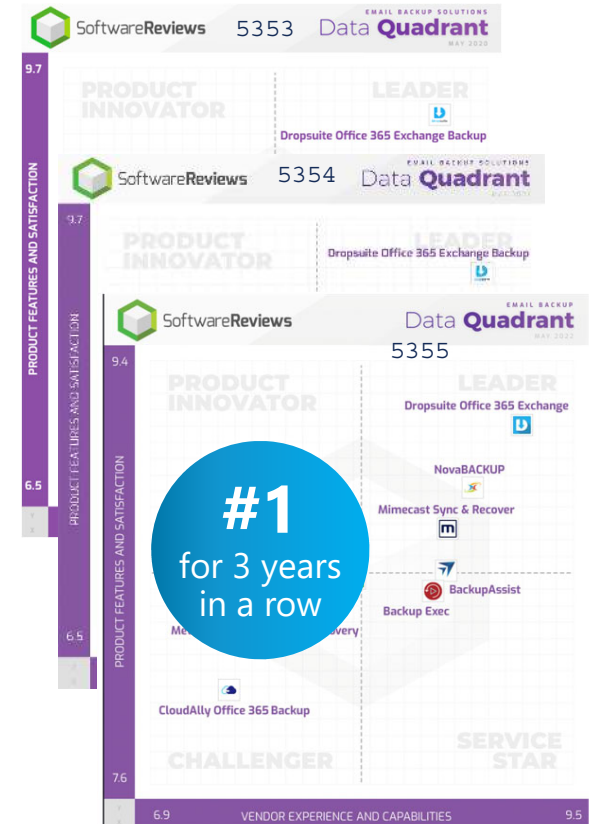 SoftwareReviews 5353 Data Quadrant
EMAIL BACKUP SOLUTIONS
MAY 2020
9.7
PRODUCT INNOVATOR
LEADER
Dropsuite Office 365 Exchange Backup
PRODUCT FEATURES AND SATISFACTION
6.5
SoftwareReviews 5354 Data Quadrant
EMAIL BACKUP SOLUTIONS
9.7
PRODUCT INNOVATOR
LEADER
Dropsuite Office 365 Exchange Backup
PRODUCT FEATURES AND SATISFACTION
6.5
SoftwareReviews Data Quadrant
EMAIL BACKUP
MAY 2022
5355
9.4
PRODUCT INNOVATOR
LEADER
Dropsuite Office 365 Exchange
NovaBACKUP
Mimecast Sync & Recover
#1
for 3 years
in a row
BackupAssist
Backup Exec
CloudAlly Office 365 Backup
PRODUCT FEATURES AND SATISFACTION
CHALLENGER
SERVICE STAR
7.6
6.9 VENDOR EXPERIENCE AND CAPABILITIES 9.5